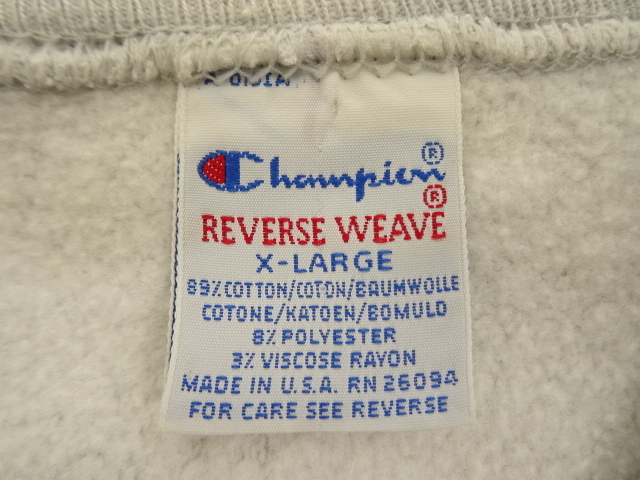 Champion®
REVERSE WEAVE®
X-LARGE
89% COTTON/COTON/BAUMWOLLE
COTONE/KATOEN/BOMULD
8% POLYESTER
3% VISCOSE RAYON
MADE IN U.S.A. RN 26094
FOR CARE SEE REVERSE